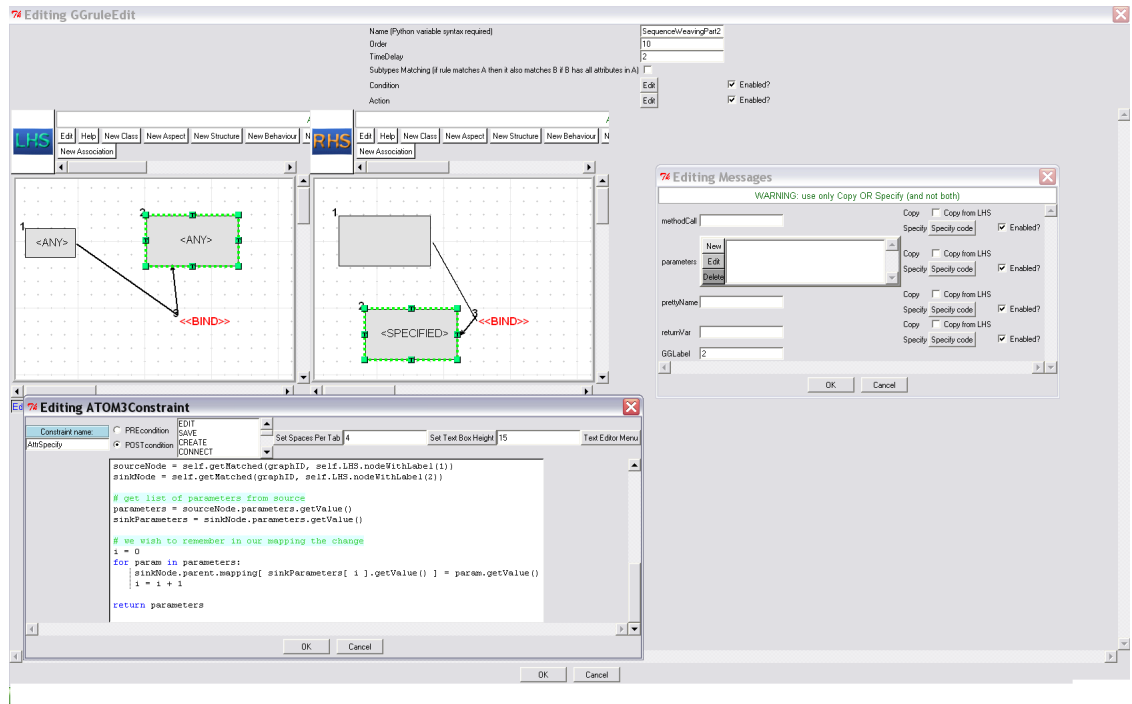 Editing GGruleEdit
Name (Python variable syntax required) SequenceWeavingPart2
Order 10
TimeDelay 2
Subtypes Matching (if rule matches A then it also matches B if B has all attributes in A)
Condition Edit Enabled?
Action Edit Enabled?
LHS
Edit Help New Class New Aspect New Structure New Behaviour N
New Association
RHS
Edit Help New Class New Aspect New Structure New Behaviour N
New Association
1
<ANY>
2
<ANY>
3
<<BIND>>
1
2
<SPECIFIED>
3
<<BIND>>
Editing Messages
WARNING: use only Copy OR Specify (and not both)
methodCall
Copy Copy from LHS
Specify Specify code Enabled?
parameters
New
Edit
Delete
Copy Copy from LHS
Specify Specify code Enabled?
prettyName
Copy Copy from LHS
Specify Specify code Enabled?
returnVar
Copy Copy from LHS
Specify Specify code Enabled?
GGLabel 2
OK Cancel
Ed
Editing ATOM3Constraint
Constraint name:
AttrSpecify
PREcondition
POSTcondition
EDIT
SAVE
CREATE
CONNECT
Set Spaces Per Tab 4
Set Text Box Height 15
Text Editor Menu
sourceNode = self.getMatched(graphID, self.LHS.nodeWithLabel(1))
sinkNode = self.getMatched(graphID, self.LHS.nodeWithLabel(2))
# get list of parameters from source
parameters = sourceNode.parameters.getValue()
sinkParameters = sinkNode.parameters.getValue()
# we wish to remember in our mapping the change
i = 0
for param in parameters:
sinkNode.parent.mapping[ sinkParameters[ i ].getValue() ] = param.getValue()
i = i + 1
return parameters
OK Cancel
OK Cancel